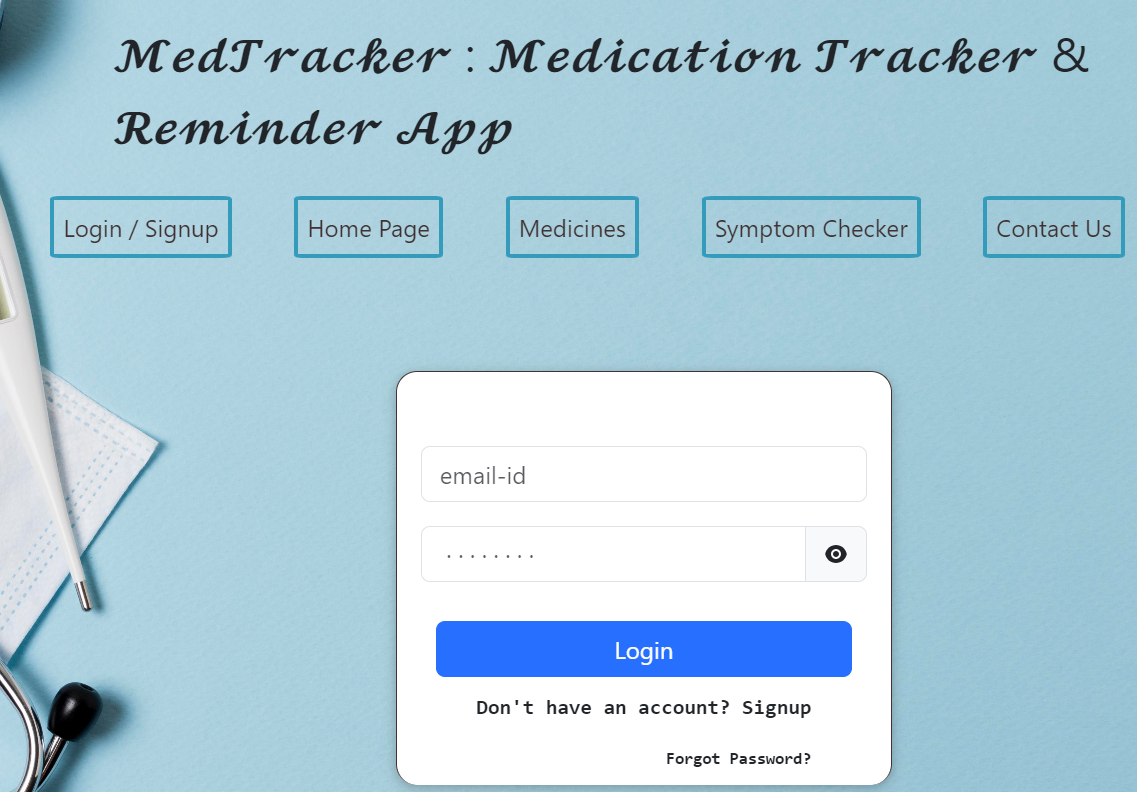 MedTracker : Medication Tracker &
Reminder App
Login / Signup Home Page Medicines Symptom Checker Contact Us
email-id
········
Login
Don't have an account? Signup
Forgot Password?